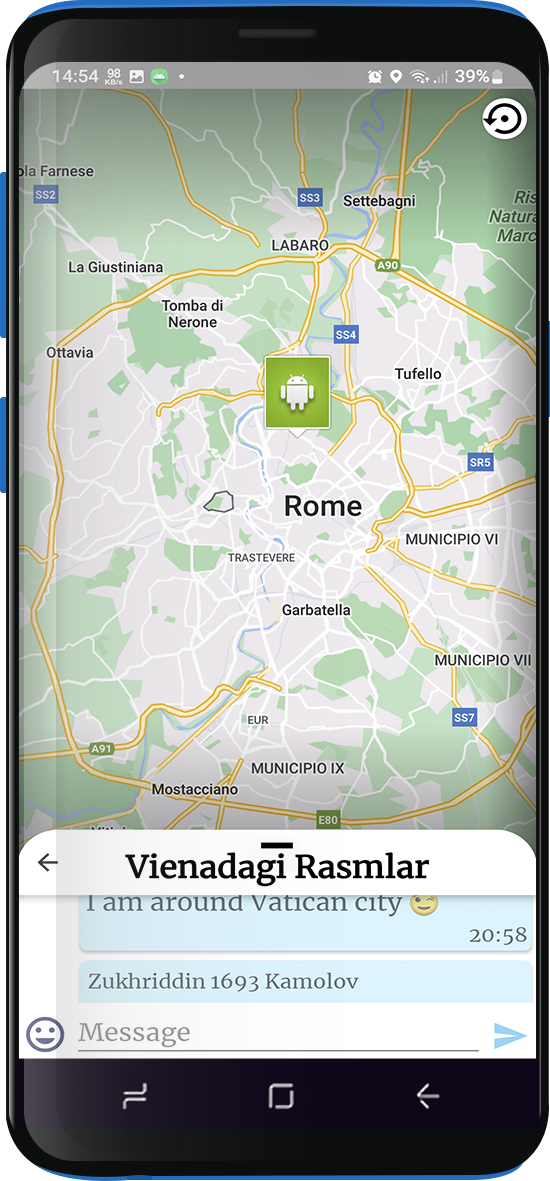 14:54 98 KB/s 39%
ola Farnese
SS2
SS3
Settebagni
Ris
Natura
Marc
LABARO
La Giustiniana
A90
Tomba di
Nerone
SS4
Ottavia
Tufello
SR5
Rome
MUNICIPIO VI
TRASTEVERE
Garbatella
MUNICIPIO VII
EUR
SS7
A91
MUNICIPIO IX
Mostacciano
E80
Vienadagi Rasmlar
I am around Vatican city 😉
20:58
Zukhriddin 1693 Kamolov
Message